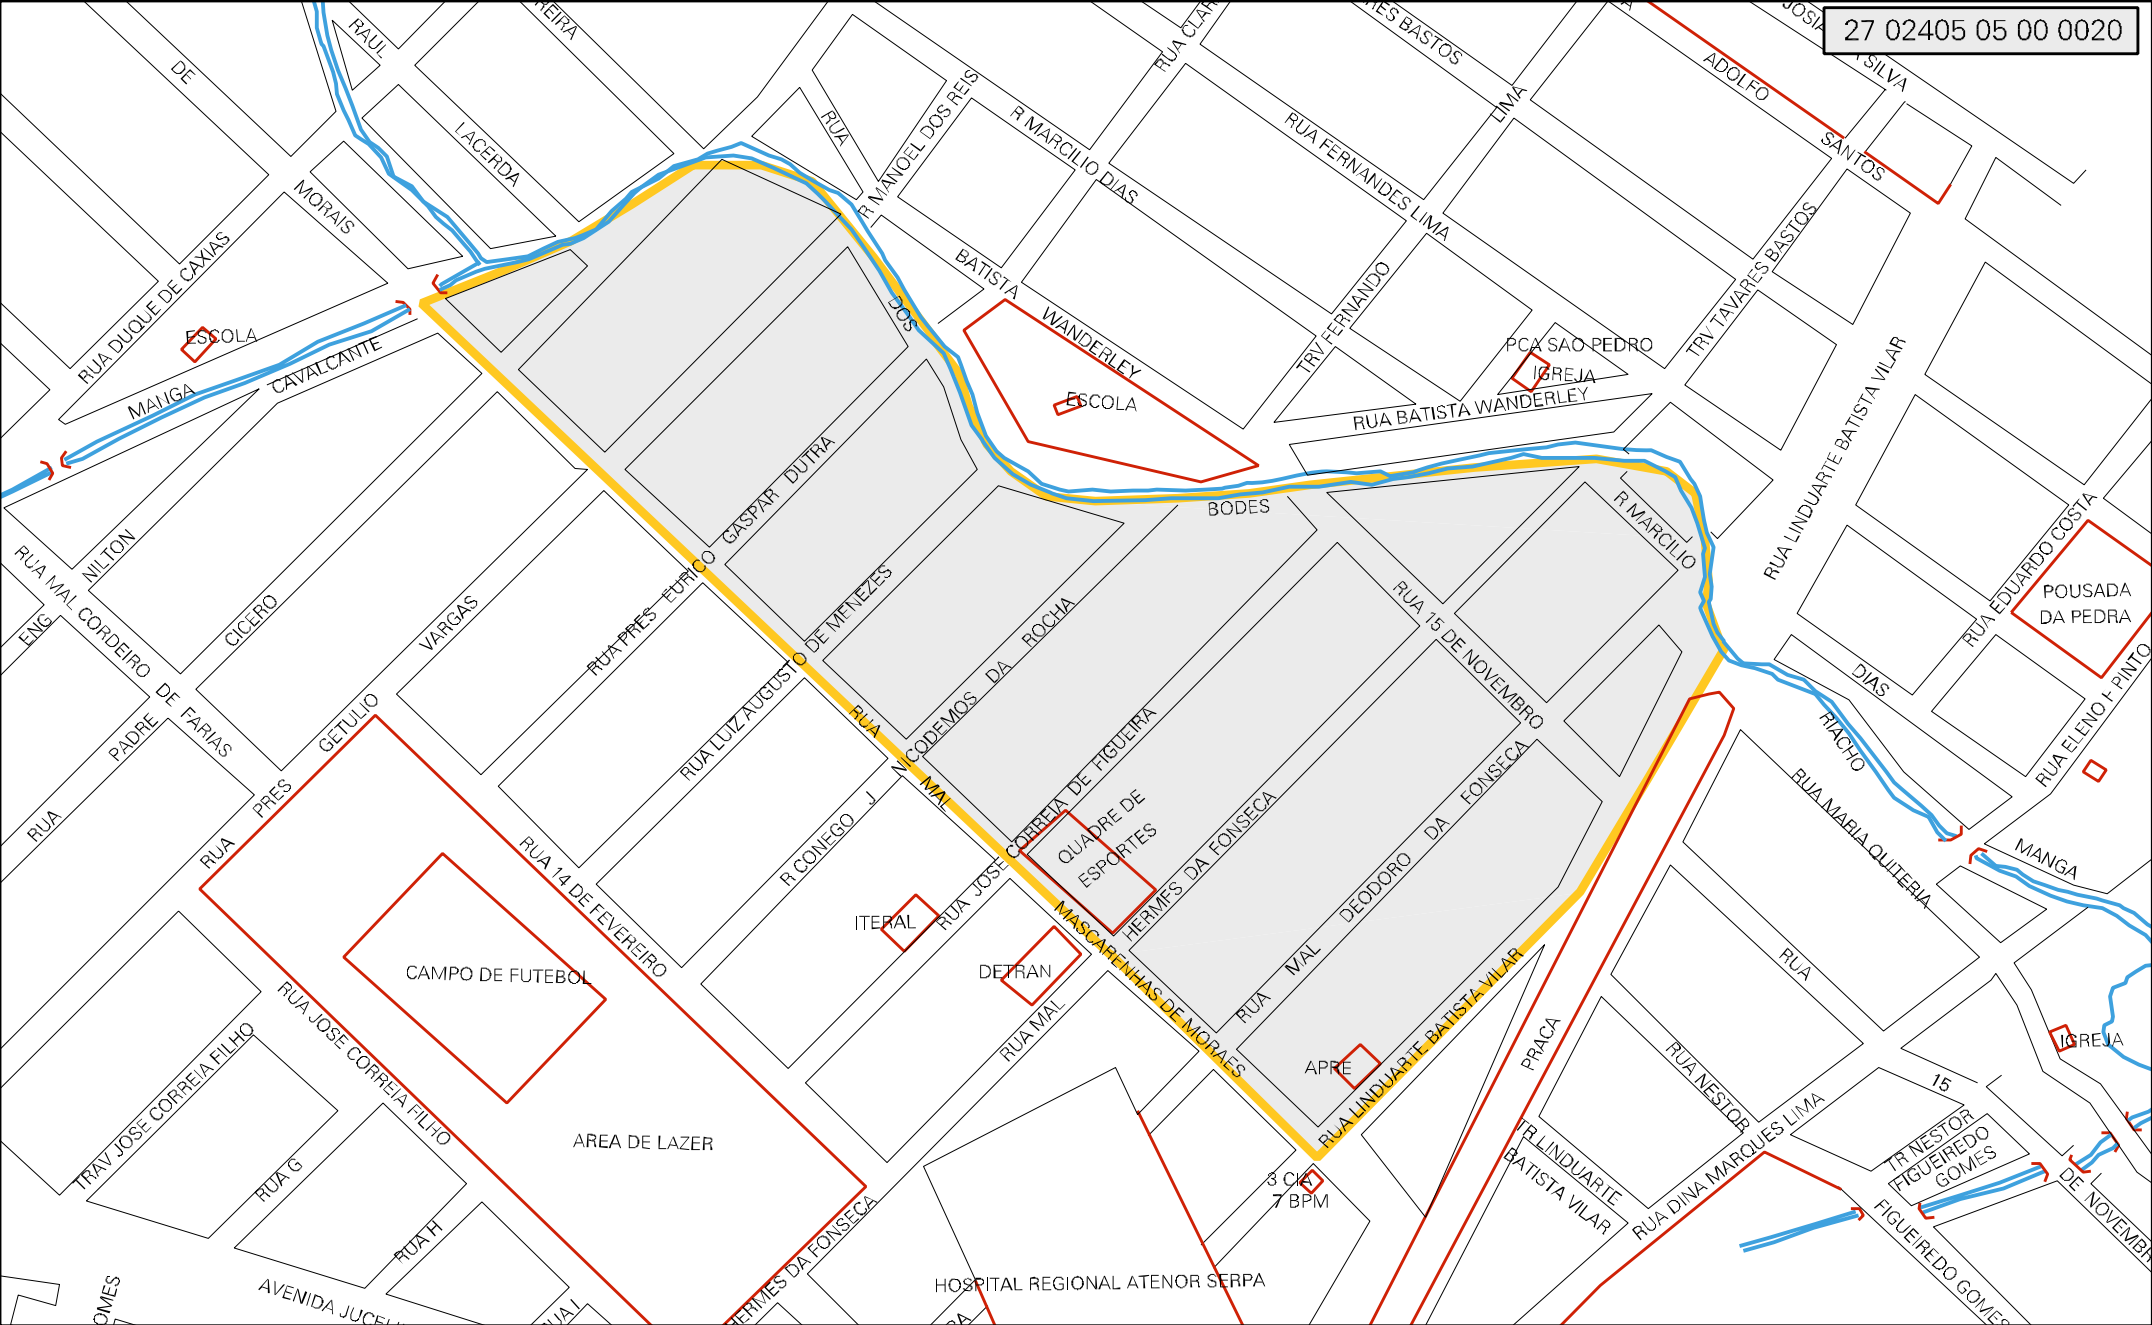 27 02405 05 00 0020
RAUL
DE
LACERDA
MORAIS
RUA DUQUE DE CAXIAS
ESCOLA
MANGA
CAVALCANTE
RUA
R MANOEL DOS REIS
R MARCILIO DIAS
RUA FERNANDES LIMA
LIMA
ADOLFO
SANTOS
SILVA
BATISTA
WANDERLEY
ESCOLA
TRV FERNANDO
TRV TAVARES BASTOS
PCA SAO PEDRO
IGREJA
RUA BATISTA WANDERLEY
RUA LINDUARTE BATISTA VILAR
RUA EDUARDO COSTA
POUSADA
DA PEDRA
DOS
BODES
R MARCILIO
DIAS
RIACHO
RUA ELENO H PINTO
MANGA
GASPAR DUTRA
RUA PRES EURICO
RUA LUIZ AUGUSTO DE MENEZES
NICODEMOS DA ROCHA
R CONEGO J
RUA JOSE CORREIA DE FIGUEIRA
RUA 15 DE NOVEMBRO
QUADRE DE
ESPORTES
HERMES DA FONSECA
RUA MAL DEODORO DA FONSECA
RUA MAL
MASCARENHAS DE MORAES
RUA LINDUARTE BATISTA VILAR
APRE
ENG NILTON
RUA MAL CORDEIRO DE FARIAS
RUA PADRE CICERO
RUA PRES GETULIO VARGAS
RUA 14 DE FEVEREIRO
ITERAL
DETRAN
RUA MAL
CAMPO DE FUTEBOL
AREA DE LAZER
RUA JOSE CORREIA FILHO
TRAV JOSE CORREIA FILHO
RUA G
RUA H
HERMES DA FONSECA
HOSPITAL REGIONAL ATENOR SERPA
3 CIA
7 BPM
PRACA
RUA MARIA QUITERIA
RUA
RUA NESTOR
TR LINDUARTE
BATISTA VILAR
RUA DINA MARQUES LIMA
15
TR NESTOR
FIGUEIREDO
GOMES
IGREJA
FIGUEIREDO GOMES